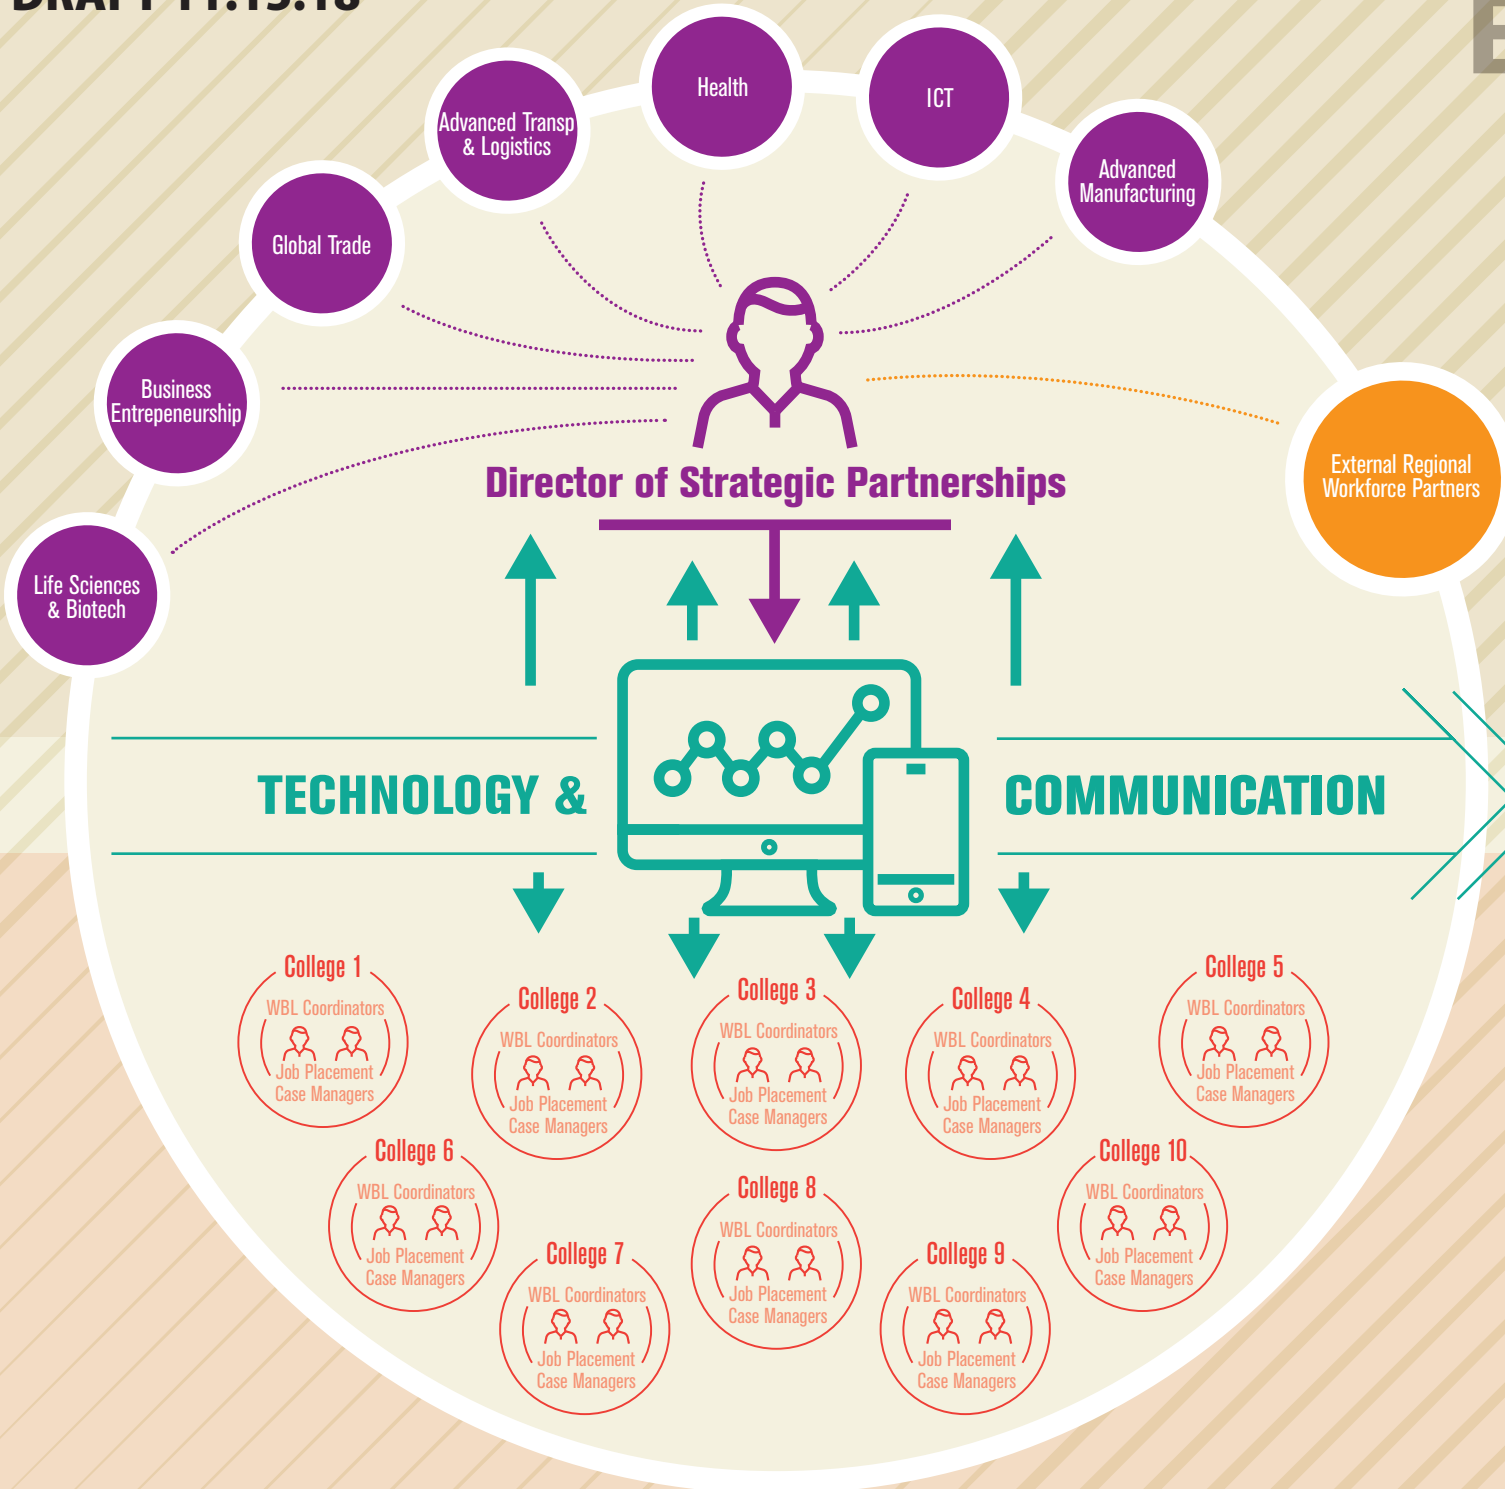 DRAFT 11.15.18
Health
ICT
Advanced Transp
& Logistics
Advanced
Manufacturing
Global Trade
Business
Entrepeneurship
External Regional
Workforce Partners
Life Sciences
& Biotech
Director of Strategic Partnerships
TECHNOLOGY &
COMMUNICATION
College 1
WBL Coordinators
Job Placement
Case Managers
College 2
WBL Coordinators
Job Placement
Case Managers
College 3
WBL Coordinators
Job Placement
Case Managers
College 4
WBL Coordinators
Job Placement
Case Managers
College 5
WBL Coordinators
Job Placement
Case Managers
College 6
WBL Coordinators
Job Placement
Case Managers
College 7
WBL Coordinators
Job Placement
Case Managers
College 8
WBL Coordinators
Job Placement
Case Managers
College 9
WBL Coordinators
Job Placement
Case Managers
College 10
WBL Coordinators
Job Placement
Case Managers